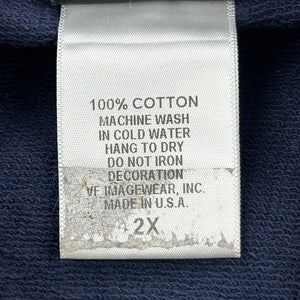 100% COTTON
MACHINE WASH
IN COLD WATER
HANG TO DRY
DO NOT IRON
DECORATION
VF IMAGEWEAR, INC.
MADE IN U.S.A.
2X